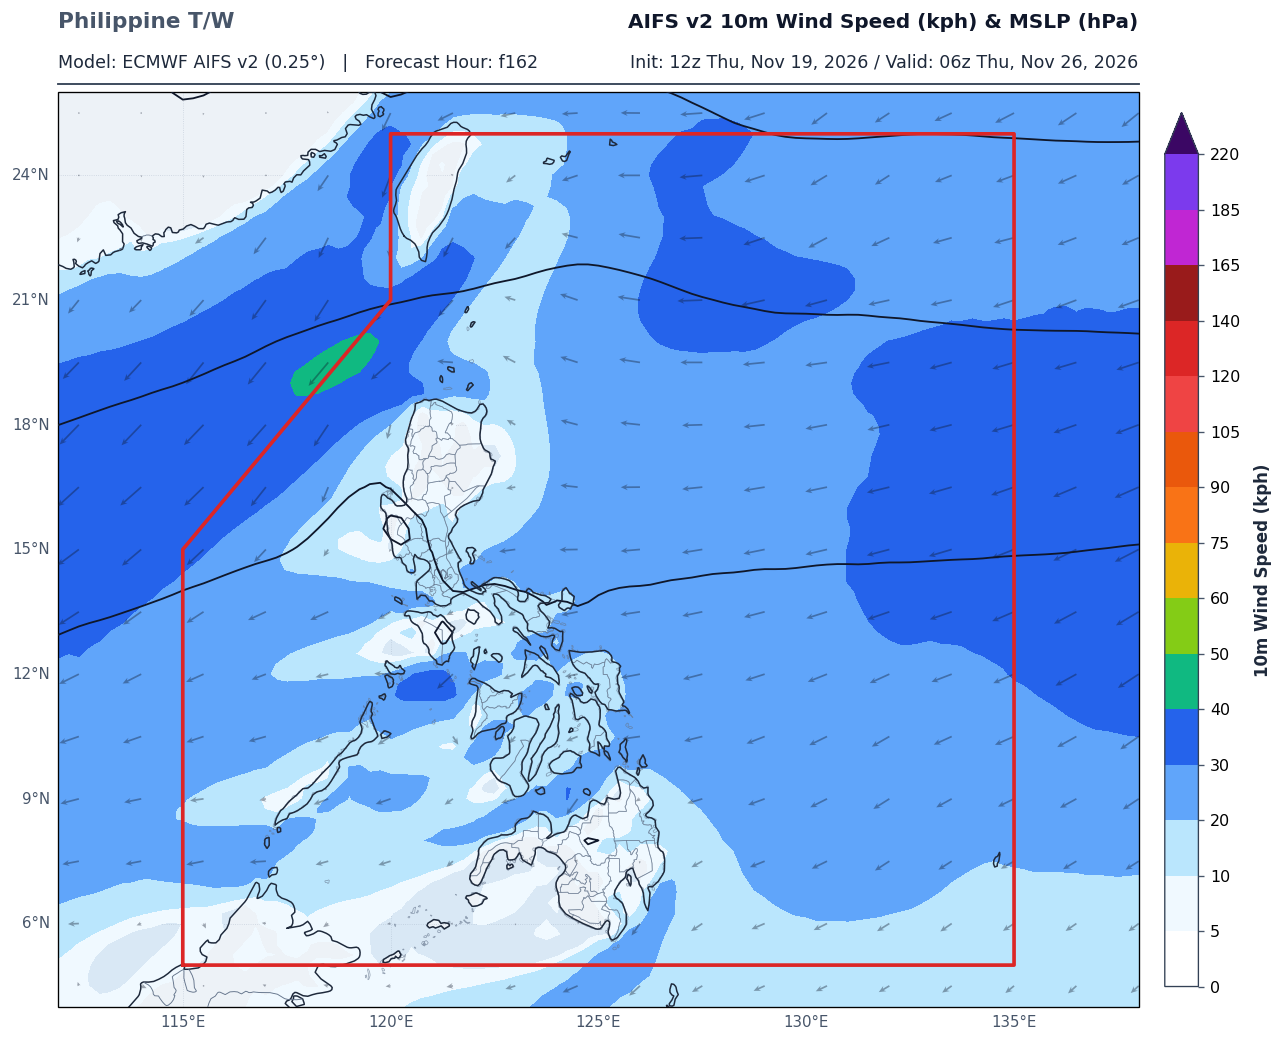 Philippine T/W
AIFS v2 10m Wind Speed (kph) & MSLP (hPa)
Model: ECMWF AIFS v2 (0.25°) | Forecast Hour: f162
Init: 12z Thu, Nov 19, 2026 / Valid: 06z Thu, Nov 26, 2026
24°N
21°N
18°N
15°N
12°N
9°N
6°N
115°E
120°E
125°E
130°E
135°E
220
185
165
140
120
105
90
75
60
50
40
30
20
10
5
0
10m Wind Speed (kph)